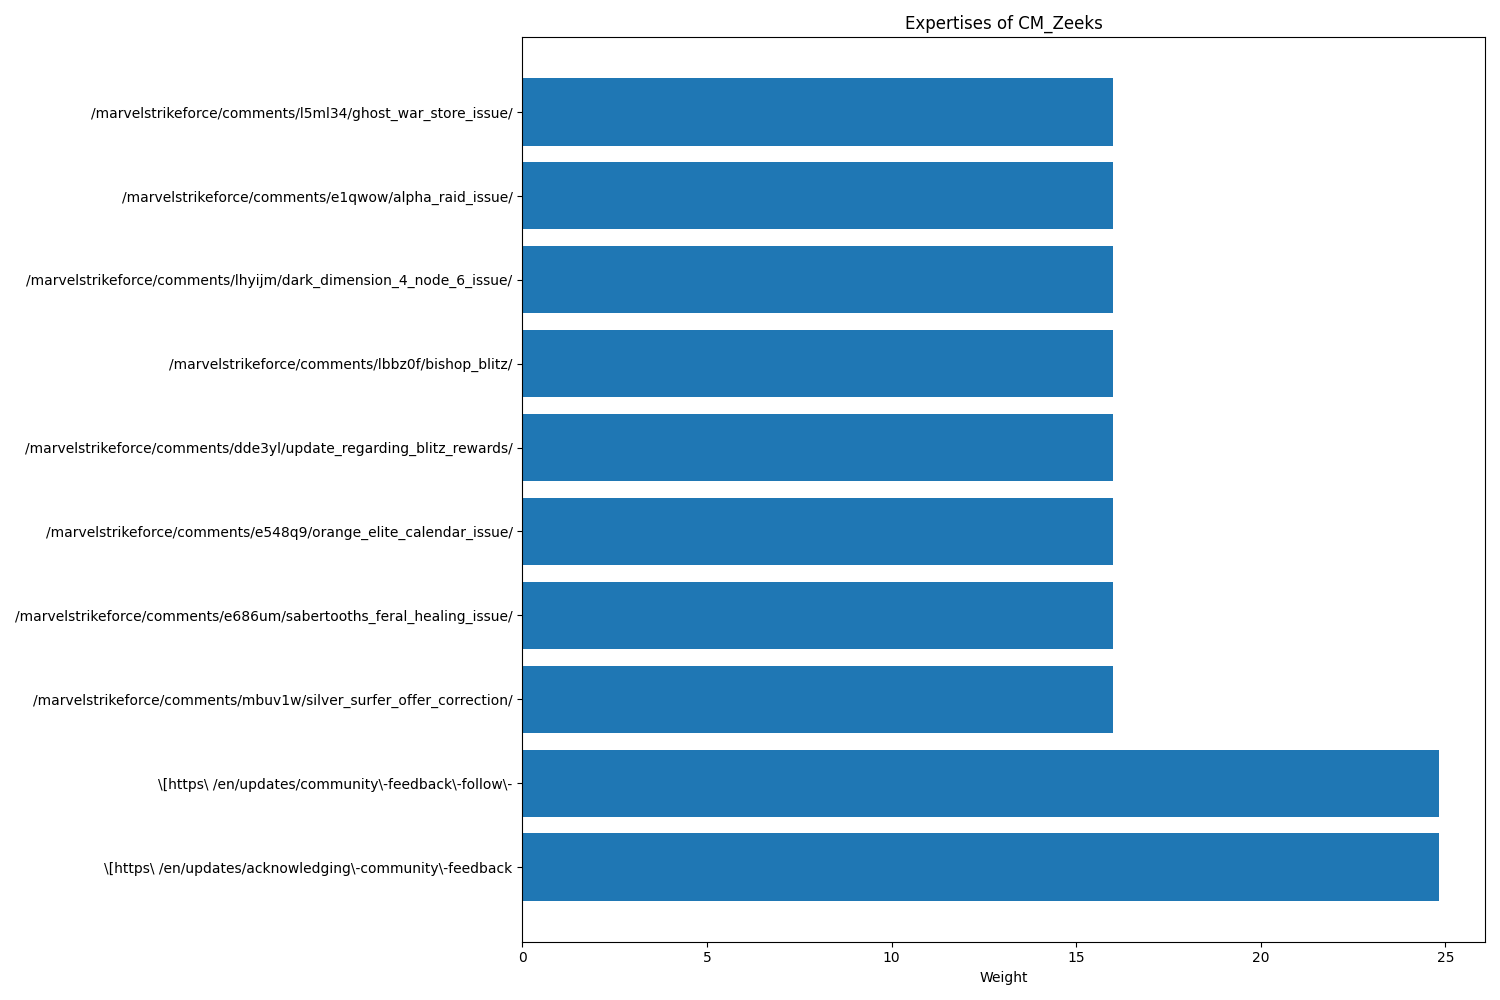 Expertises of CM_Zeeks
/marvelstrikeforce/comments/l5ml34/ghost_war_store_issue/
/marvelstrikeforce/comments/e1qwow/alpha_raid_issue/
/marvelstrikeforce/comments/lhyijm/dark_dimension_4_node_6_issue/
/marvelstrikeforce/comments/lbbz0f/bishop_blitz/
/marvelstrikeforce/comments/dde3yl/update_regarding_blitz_rewards/
/marvelstrikeforce/comments/e548q9/orange_elite_calendar_issue/
/marvelstrikeforce/comments/e686um/sabertooths_feral_healing_issue/
/marvelstrikeforce/comments/mbuv1w/silver_surfer_offer_correction/
\[https\ /en/updates/community\-feedback\-follow\-
\[https\ /en/updates/acknowledging\-community\-feedback
0 5 10 15 20 25
Weight